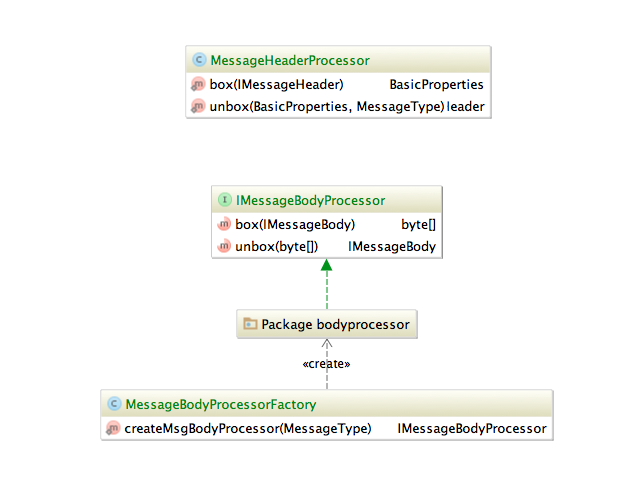 MessageHeaderProcessor
box(IMessageHeader) BasicProperties
unbox(BasicProperties, MessageType) leader
IMessageBodyProcessor
box(IMessageBody) byte[]
unbox(byte[]) IMessageBody
Package bodyprocessor
«create»
MessageBodyProcessorFactory
createMsgBodyProcessor(MessageType) IMessageBodyProcessor